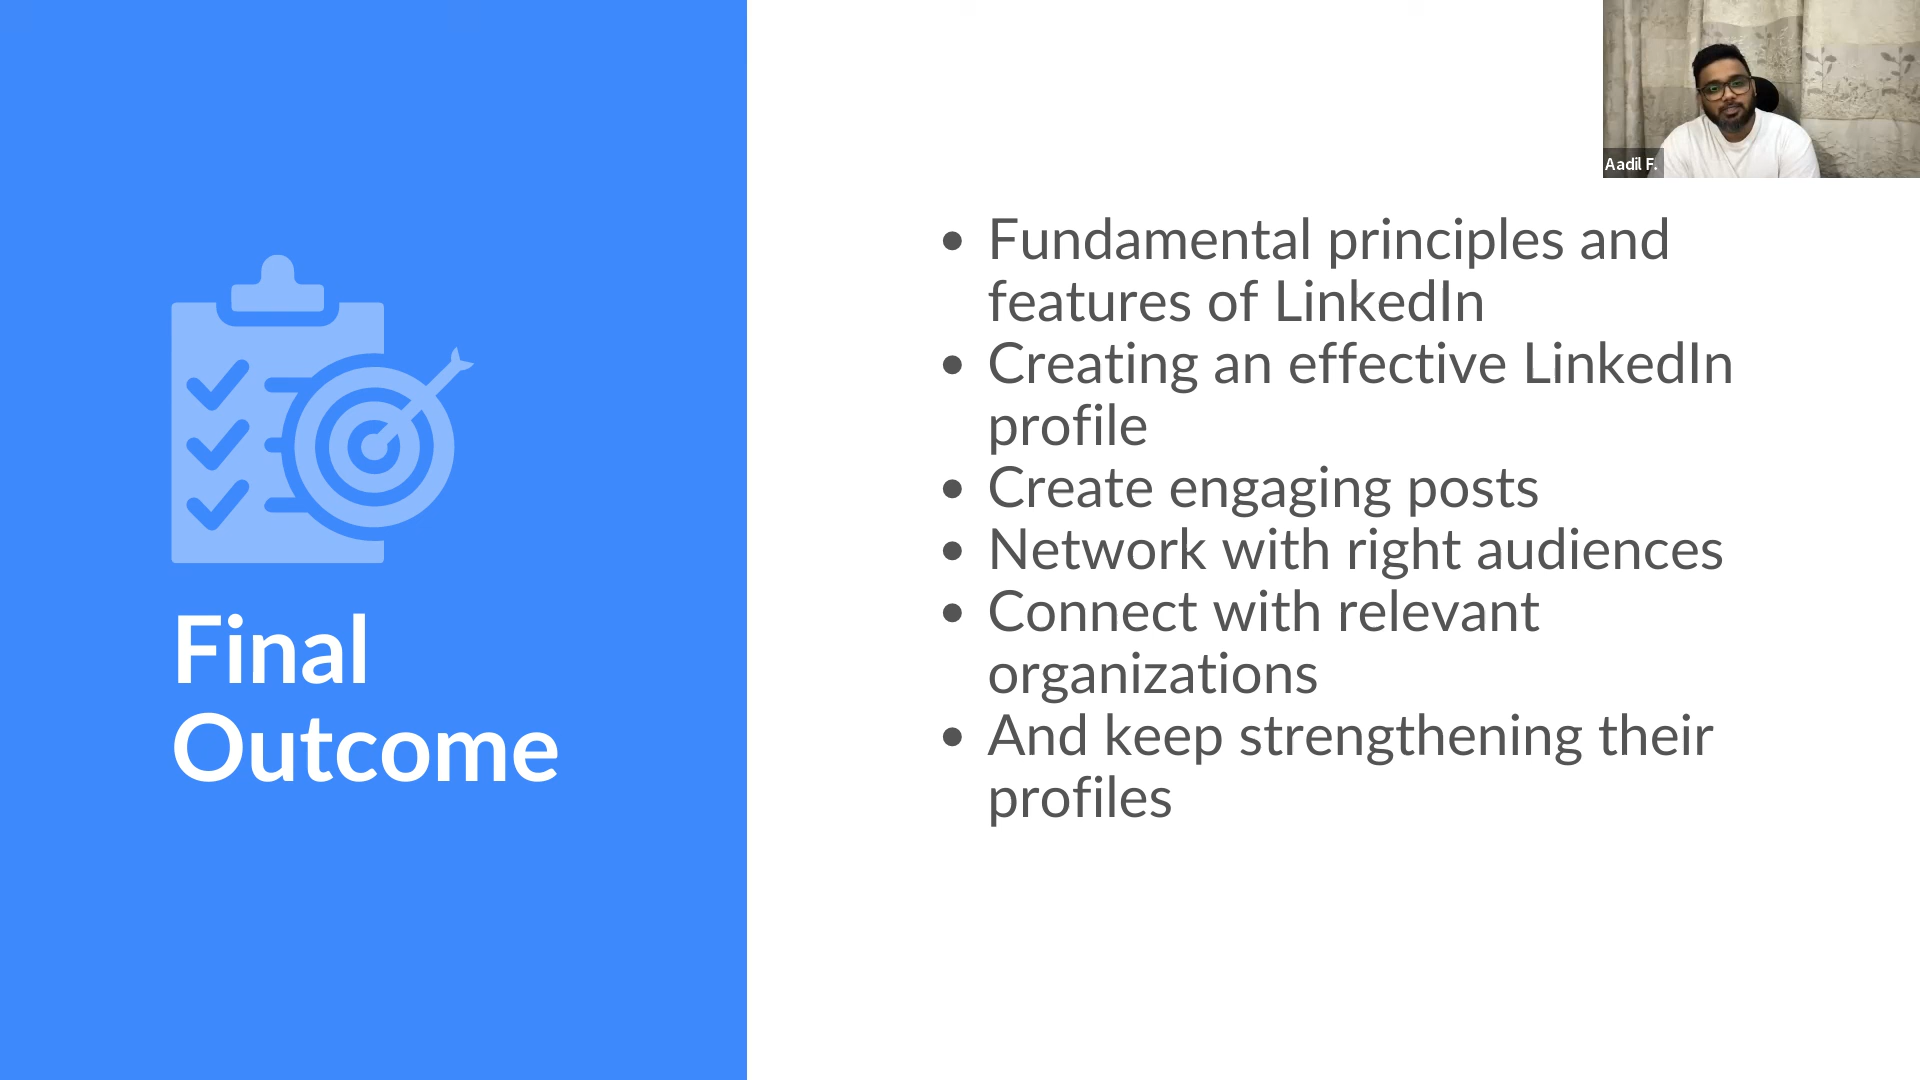 Aadil F.
• Fundamental principles and
features of LinkedIn
• Creating an effective LinkedIn
profile
• Create engaging posts
• Network with right audiences
• Connect with relevant
organizations
• And keep strengthening their
profiles
Final
Outcome